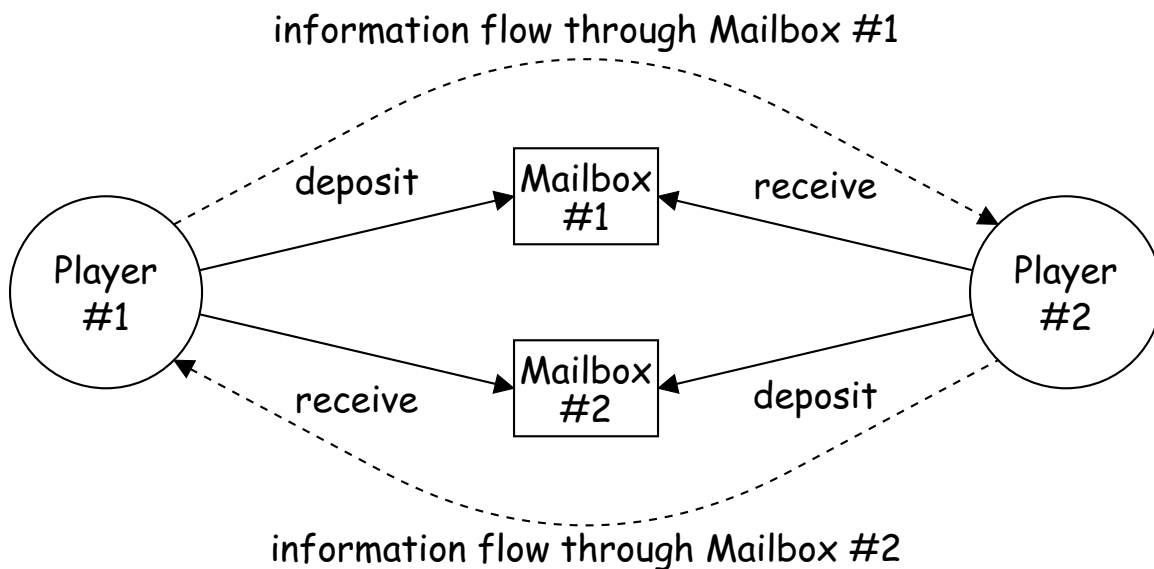 information flow through Mailbox #1
deposit
Mailbox
#1
receive
Player
#1
Player
#2
receive
Mailbox
#2
deposit
information flow through Mailbox #2